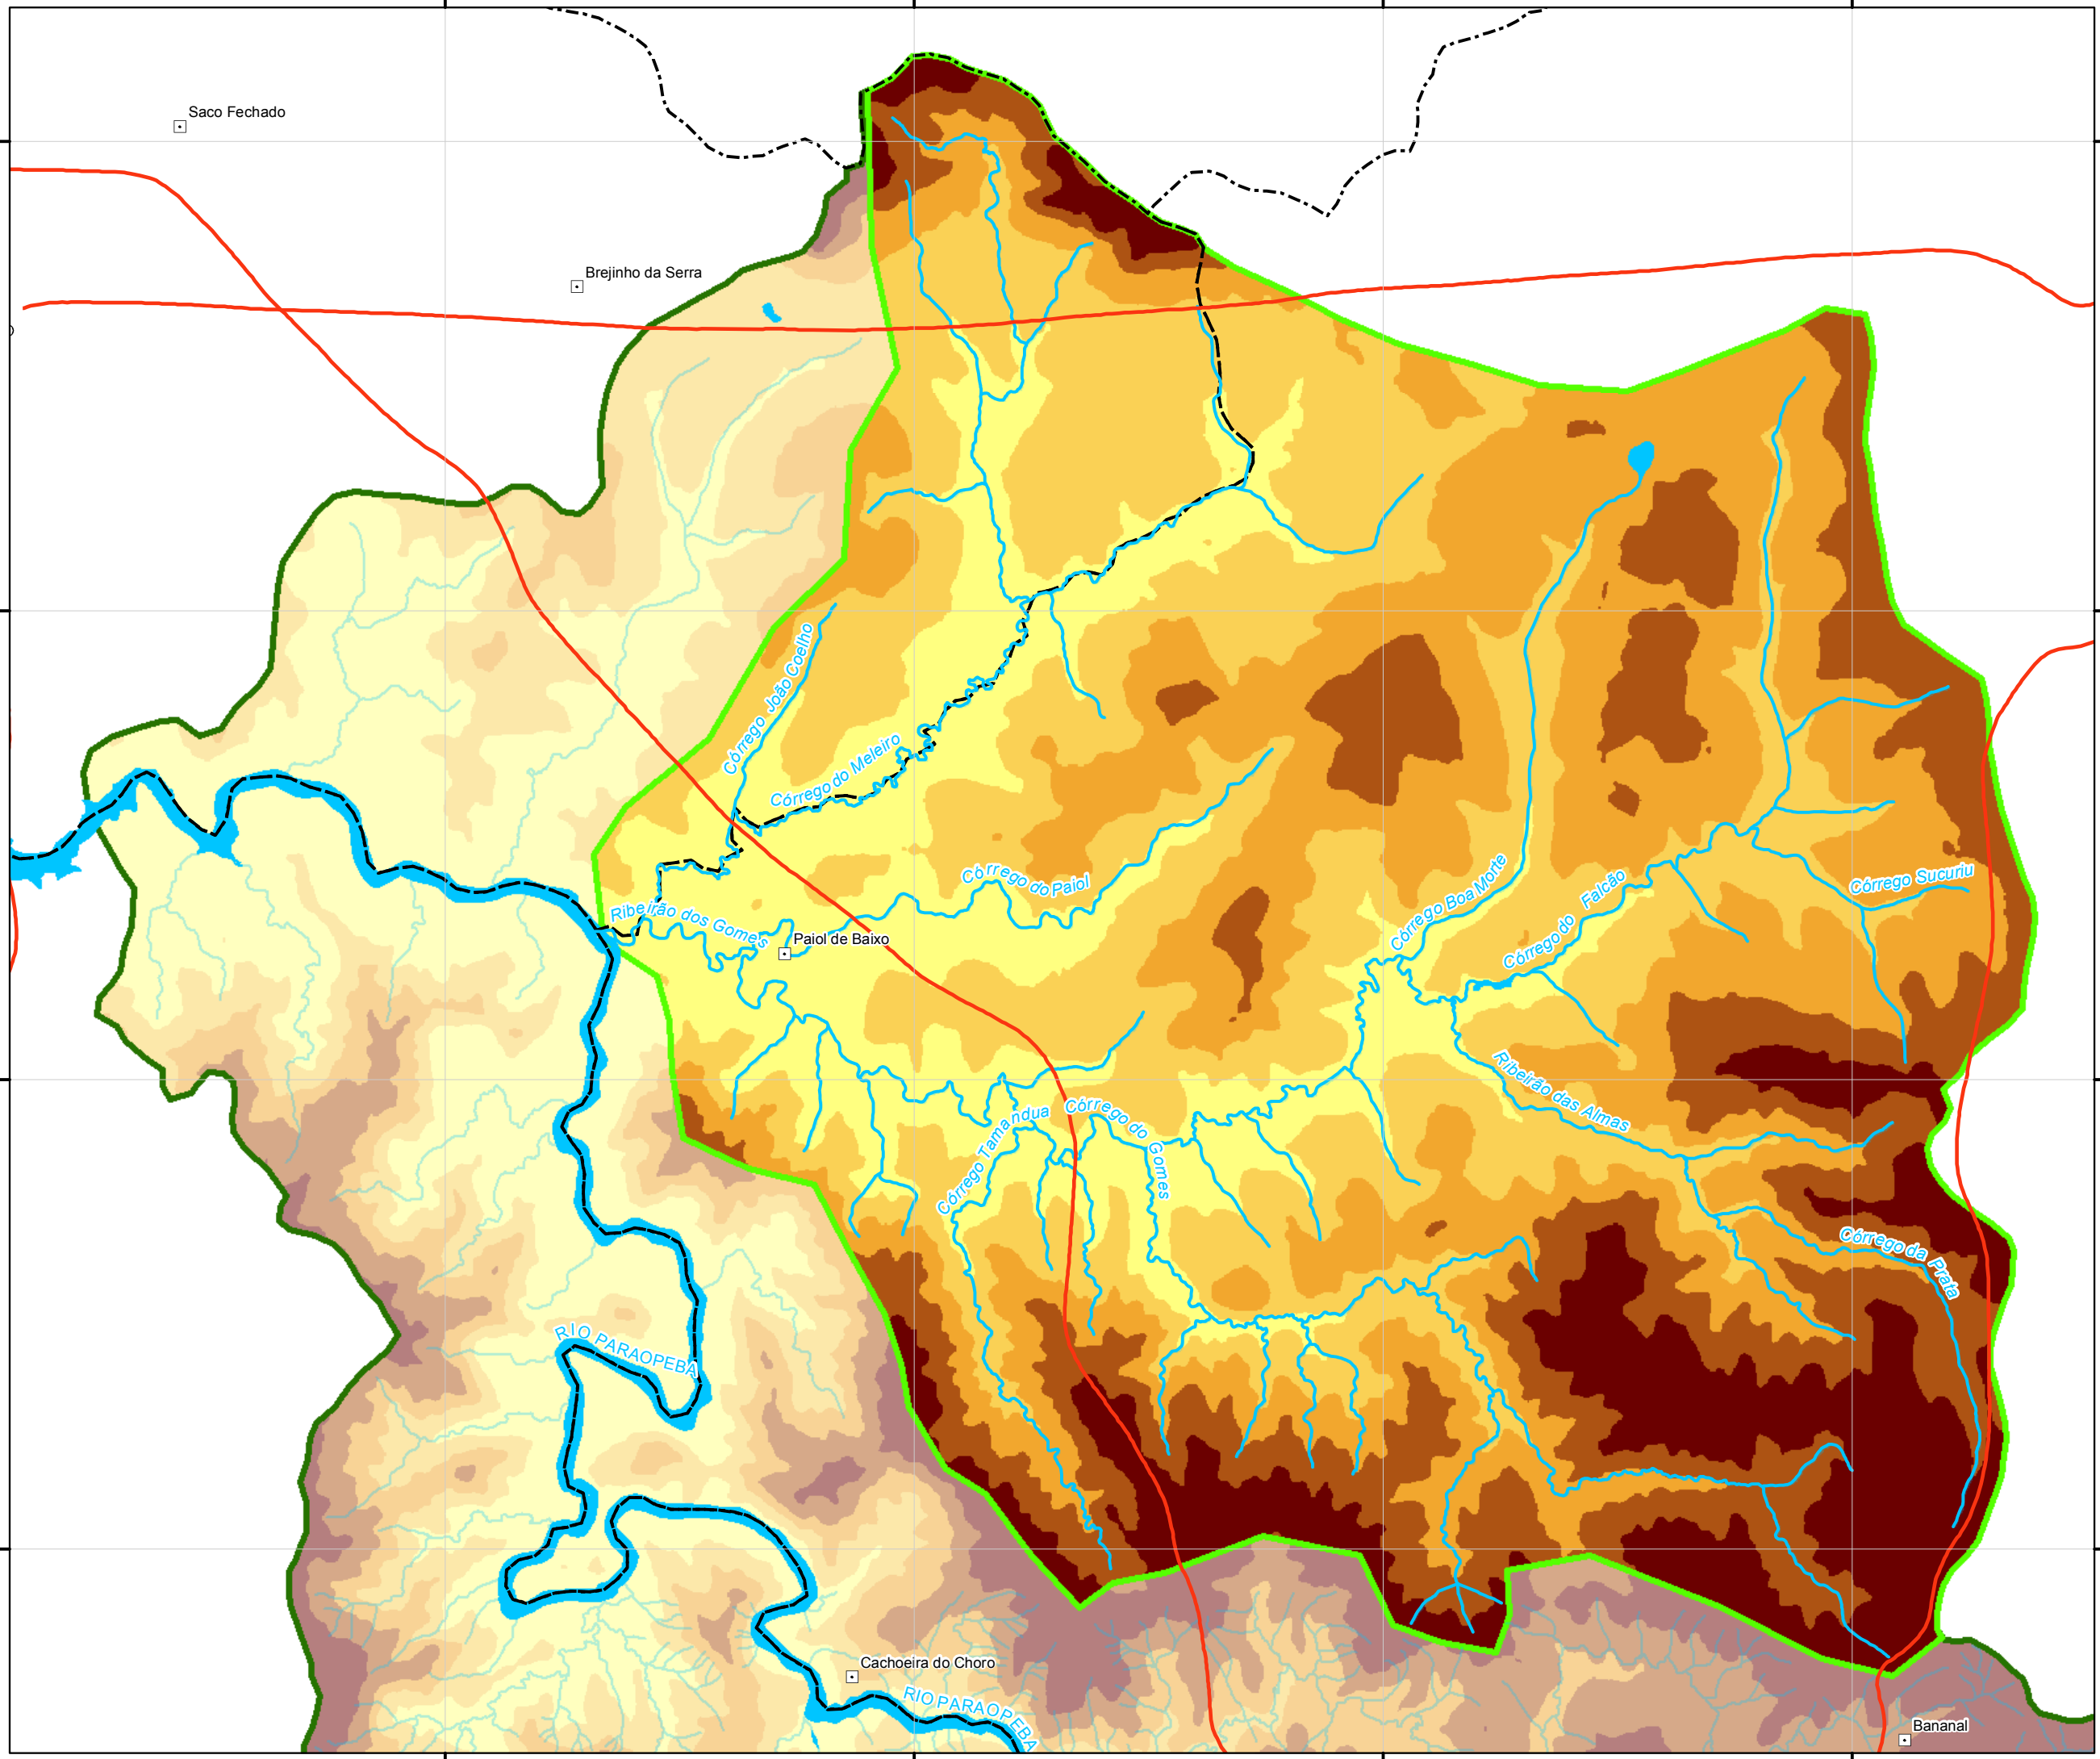 Saco Fechado
Brejinho da Serra
Córrego João Coelho
Córrego do Meleiro
Córrego do Paiol
Ribeirão dos Gomes
Paiol de Baixo
Córrego Boa Morte
Córrego do Falcão
Córrego Sucuriu
Ribeirão das Almas
Córrego Tamandua
Córrego do Gomes
Córrego da Prata
RIO PARAOPEBA
Cachoeira do Choro
RIO PARAOPEBA
Bananal